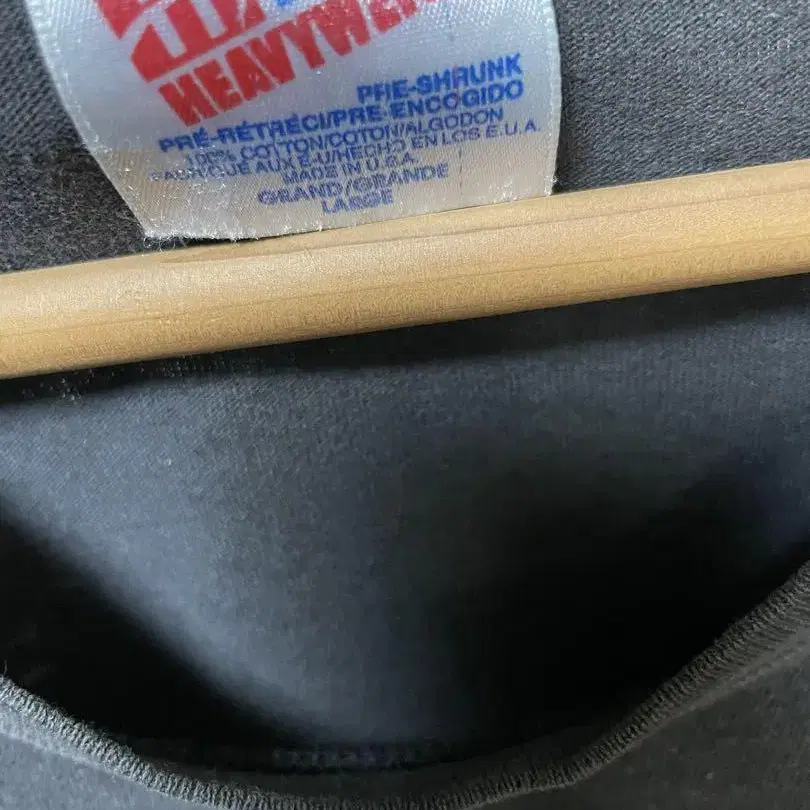 HEAVYWEI
PRE-SHRUNK
PRÉ-RÉTRÉCI/PRE ENCOGIDO
100% COTTON/COTON/ALGODON
FABRIQUÉ AUX É-U/HECHO EN LOS E.U.A.
MADE IN U.S.A.
GRAND/GRANDE
LARGE